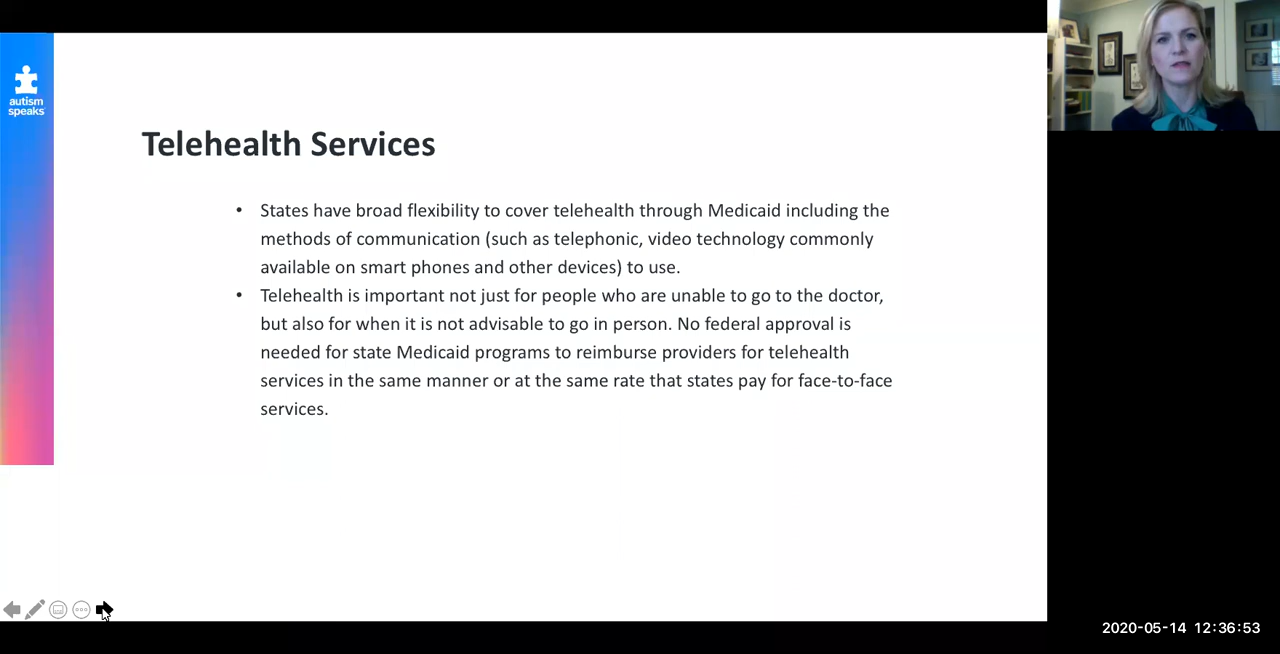 autism
speaks
Telehealth Services
• States have broad flexibility to cover telehealth through Medicaid including the
methods of communication (such as telephonic, video technology commonly
available on smart phones and other devices) to use.
• Telehealth is important not just for people who are unable to go to the doctor,
but also for when it is not advisable to go in person. No federal approval is
needed for state Medicaid programs to reimburse providers for telehealth
services in the same manner or at the same rate that states pay for face-to-face
services.
2020-05-14 12:36:53